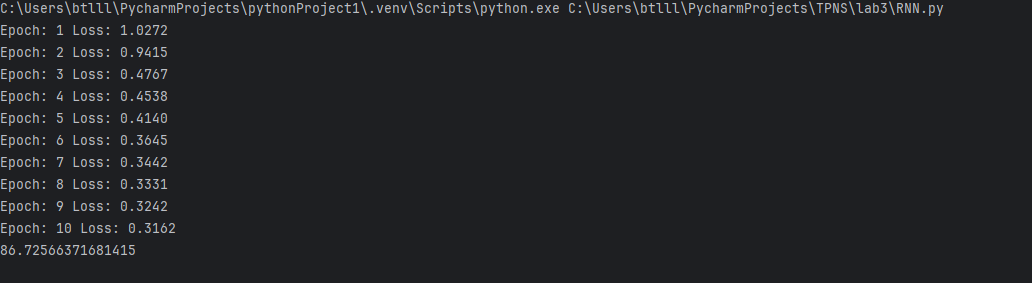 C:\Users\btlll\PycharmProjects\pythonProject1\.venv\Scripts\python.exe C:\Users\btlll\PycharmProjects\TPNS\lab3\RNN.py
Epoch: 1 Loss: 1.0272
Epoch: 2 Loss: 0.9415
Epoch: 3 Loss: 0.4767
Epoch: 4 Loss: 0.4538
Epoch: 5 Loss: 0.4140
Epoch: 6 Loss: 0.3645
Epoch: 7 Loss: 0.3442
Epoch: 8 Loss: 0.3331
Epoch: 9 Loss: 0.3242
Epoch: 10 Loss: 0.3162
86.72566371681415